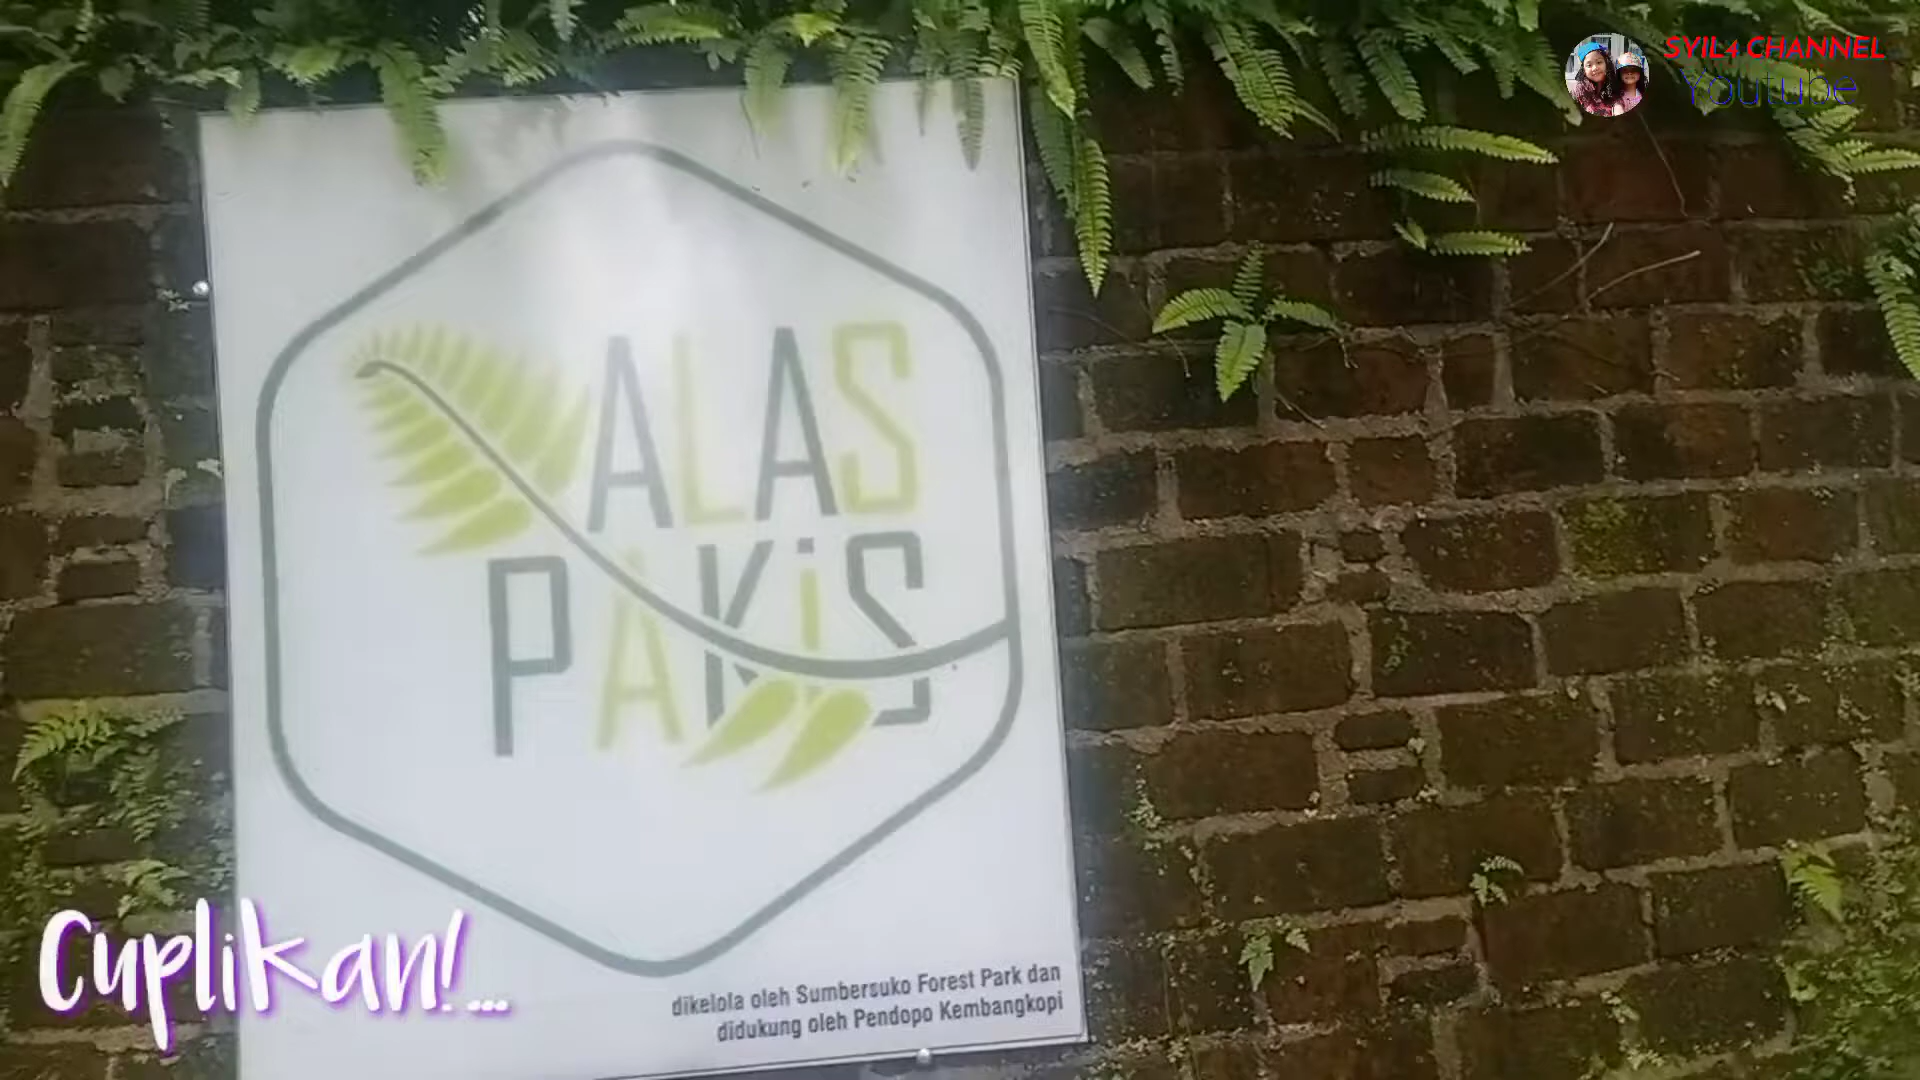 SYIL4 CHANNEL
Youtube
ALAS
PAKiS
Cuplikan!...
dikelola oleh Sumbersuko Forest Park dan
didukung oleh Pendopo Kembangkopi